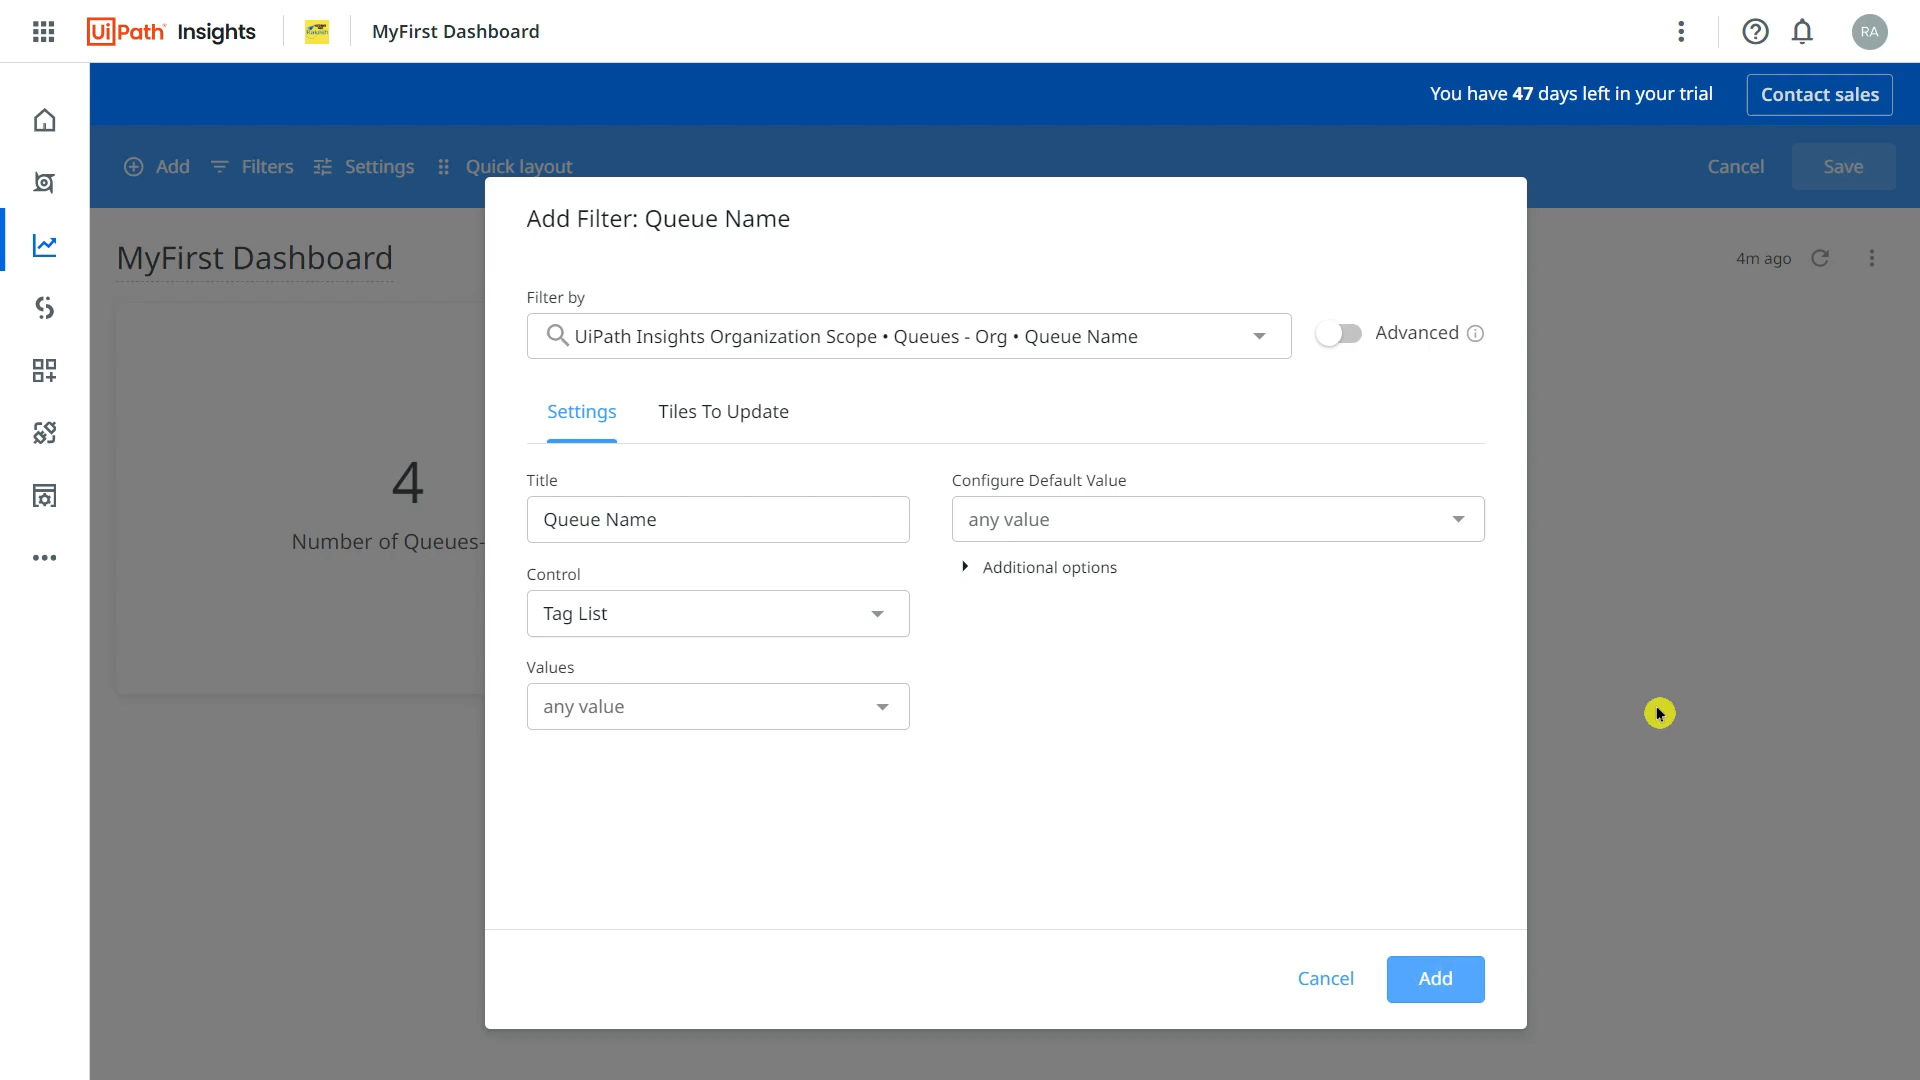 UiPath Insights
MyFirst Dashboard
RA
You have 47 days left in your trial
Contact sales
Add
Filters
Settings
Quick layout
Cancel
Save
MyFirst Dashboard
4m ago
4
Number of Queues-
Add Filter: Queue Name
Filter by
UiPath Insights Organization Scope • Queues - Org • Queue Name
Advanced
Settings
Tiles To Update
Title
Queue Name
Configure Default Value
any value
Additional options
Control
Tag List
Values
any value
Cancel
Add